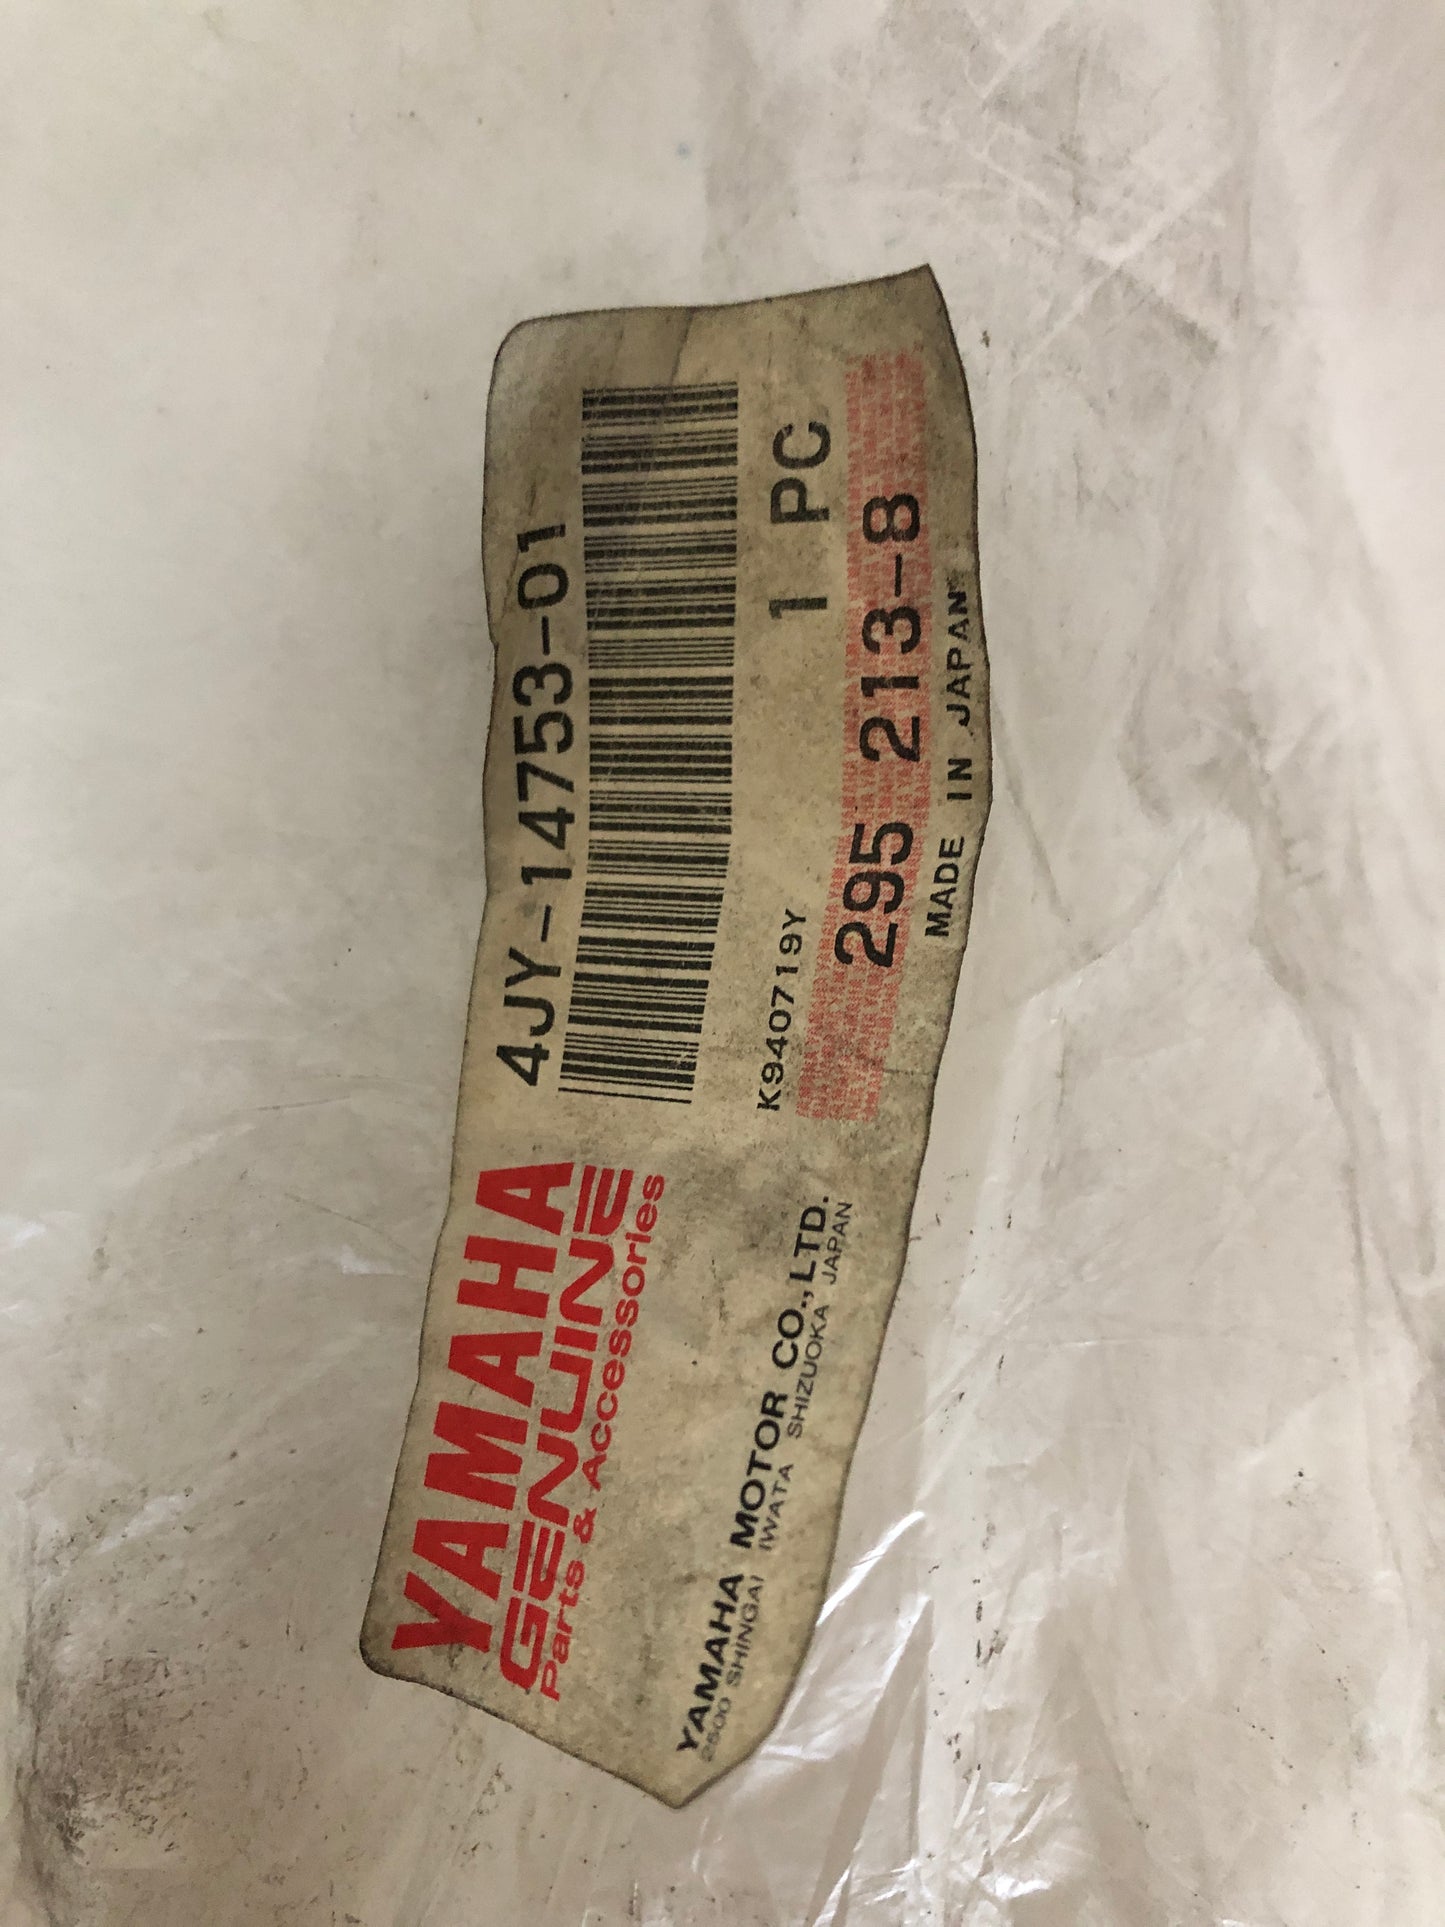 YAMAHA
GENUINE
Parts & Accessories
YAMAHA MOTOR CO.,LTD.
2500 SHINGAI IWATA SHIZUOKA JAPAN
4JY-14753-01
1 PC
K940719Y
295 213-8
MADE IN JAPAN